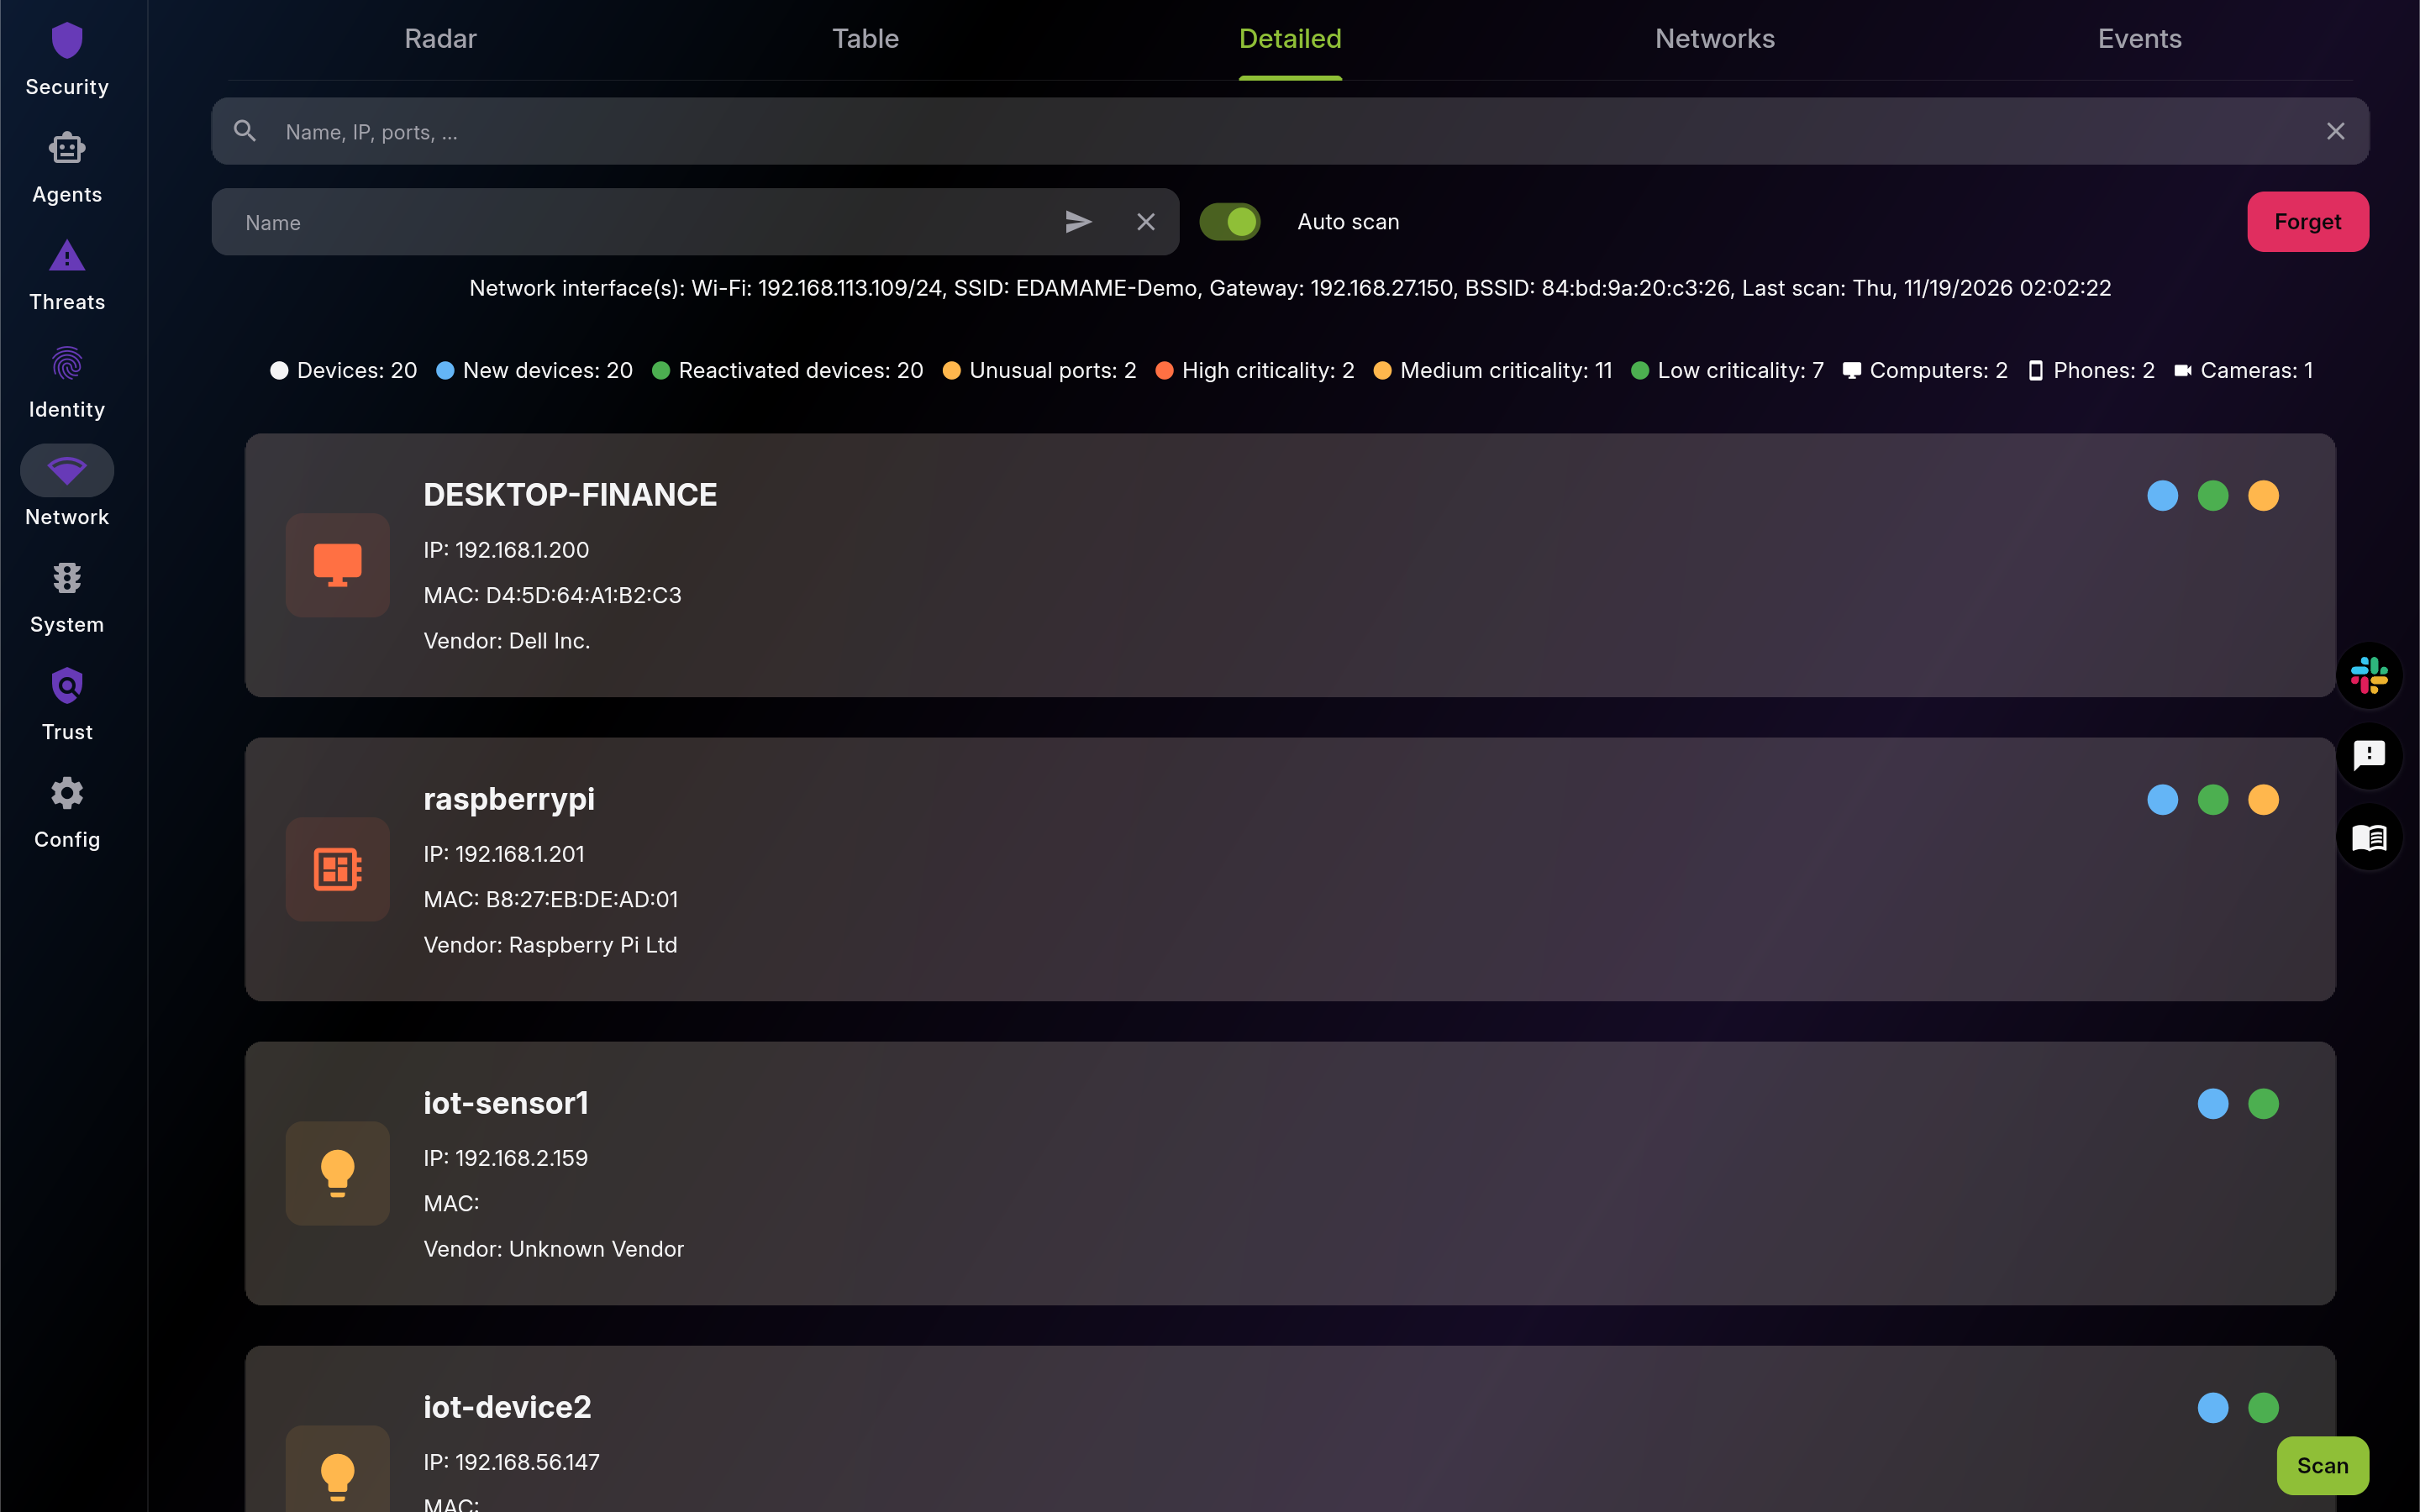 Radar
Table
Detailed
Networks
Events
Security
Agents
Threats
Identity
Network
System
Trust
Config
Name, IP, ports, ...
Name
Auto scan
Forget
Network interface(s): Wi-Fi: 192.168.113.109/24, SSID: EDAMAME-Demo, Gateway: 192.168.27.150, BSSID: 84:bd:9a:20:c3:26, Last scan: Thu, 11/19/2026 02:02:22
Devices: 20 New devices: 20 Reactivated devices: 20 Unusual ports: 2 High criticality: 2 Medium criticality: 11 Low criticality: 7 Computers: 2 Phones: 2 Cameras: 1
DESKTOP-FINANCE
IP: 192.168.1.200
MAC: D4:5D:64:A1:B2:C3
Vendor: Dell Inc.
raspberrypi
IP: 192.168.1.201
MAC: B8:27:EB:DE:AD:01
Vendor: Raspberry Pi Ltd
iot-sensor1
IP: 192.168.2.159
MAC:
Vendor: Unknown Vendor
iot-device2
IP: 192.168.56.147
MAC:
Scan